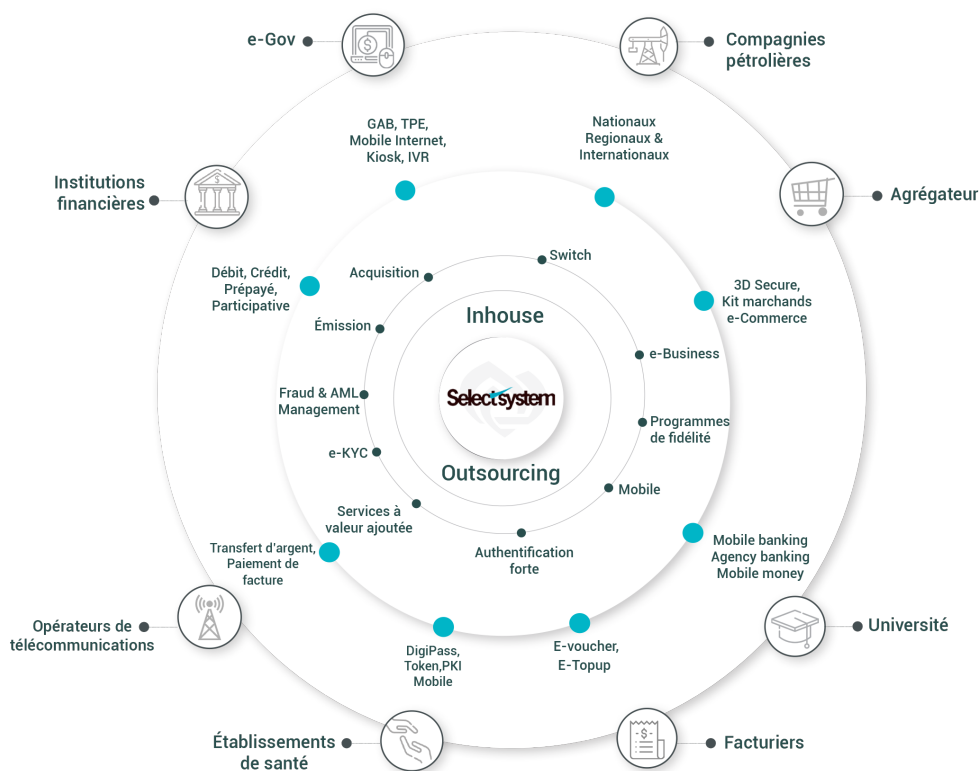 e-Gov
Compagnies
pétrolières
GAB, TPE,
Mobile Internet,
Kiosk, IVR
Nationaux
Regionaux &
Internationaux
Institutions
financières
Agrégateur
Débit, Crédit,
Prépayé,
Participative
Acquisition
Switch
3D Secure,
Kit marchands
e-Commerce
Émission
Inhouse
e-Business
Fraud & AML
Management
Selectsystem
Programmes
de fidélité
e-KYC
Outsourcing
Mobile
Services à
valeur ajoutée
Authentification
forte
Transfert d'argent,
Paiement de
facture
Mobile banking
Agency banking
Mobile money
Opérateurs de
télécommunications
Université
DigiPass,
Token,PKI
Mobile
E-voucher,
E-Topup
Établissements
de santé
Facturiers